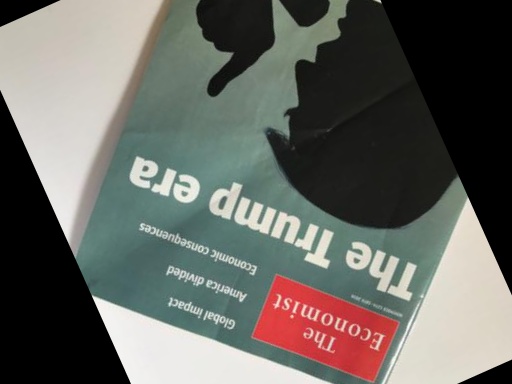 The
Economist
Global impact
America divided
Economic consequences
The Trump era